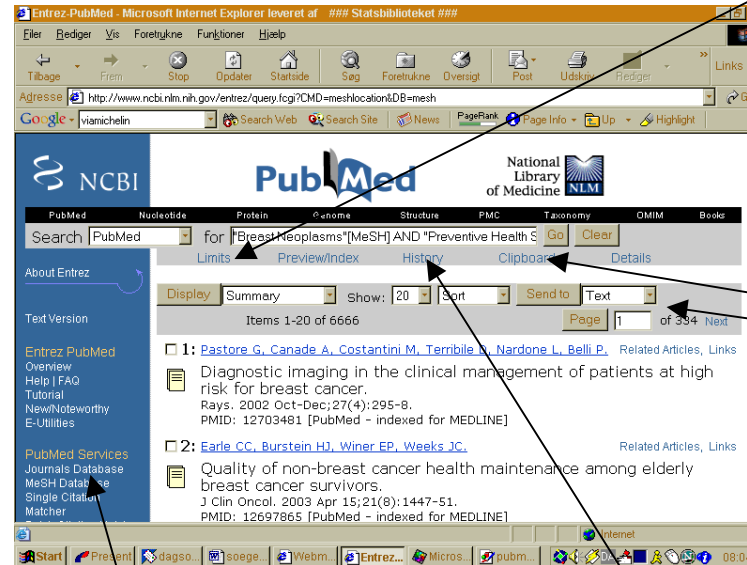 Entrez-PubMed - Microsoft Internet Explorer leveret af ### Statsbiblioteket ###
Filer Rediger Vis Foretrukne Funktioner Hjælp
Tilbage Frem Stop Opdater Startside Søg Foretrukne Oversigt Post Udskriv Rediger » Links
Adresse http://www.ncbi.nlm.nih.gov/entrez/query.fcgi?CMD=meshlocation&DB=mesh
Google viamichelin Search Web Search Site News PageRank Page Info Up Highlight
NCBI PubMed National Library of Medicine NLM
PubMed Nucleotide Protein Genome Structure PMC Taxonomy OMIM Books
Search PubMed for "Breast Neoplasms"[MeSH] AND "Preventive Health S Go Clear
Limits Preview/Index History Clipboard Details
About Entrez
Display Summary Show: 20 Sort Send to Text
Text Version
Items 1-20 of 6666 Page 1 of 334 Next
Entrez PubMed
Overview
Help | FAQ
Tutorial
New/Noteworthy
E-Utilities
PubMed Services
Journals Database
MeSH Database
Single Citation
Matcher
1: Pastore G, Canade A, Costantini M, Terribile D, Nardone L, Belli P. Related Articles, Links
Diagnostic imaging in the clinical management of patients at high
risk for breast cancer.
Rays. 2002 Oct-Dec;27(4):295-8.
PMID: 12703481 [PubMed - indexed for MEDLINE]
2: Earle CC, Burstein HJ, Winer EP, Weeks JC. Related Articles, Links
Quality of non-breast cancer health maintenance among elderly
breast cancer survivors.
J Clin Oncol. 2003 Apr 15;21(8):1447-51.
PMID: 12697865 [PubMed - indexed for MEDLINE]
Internet
Start Present dagso... soege... Webm... Entrez... Micros... pubm... 08:0